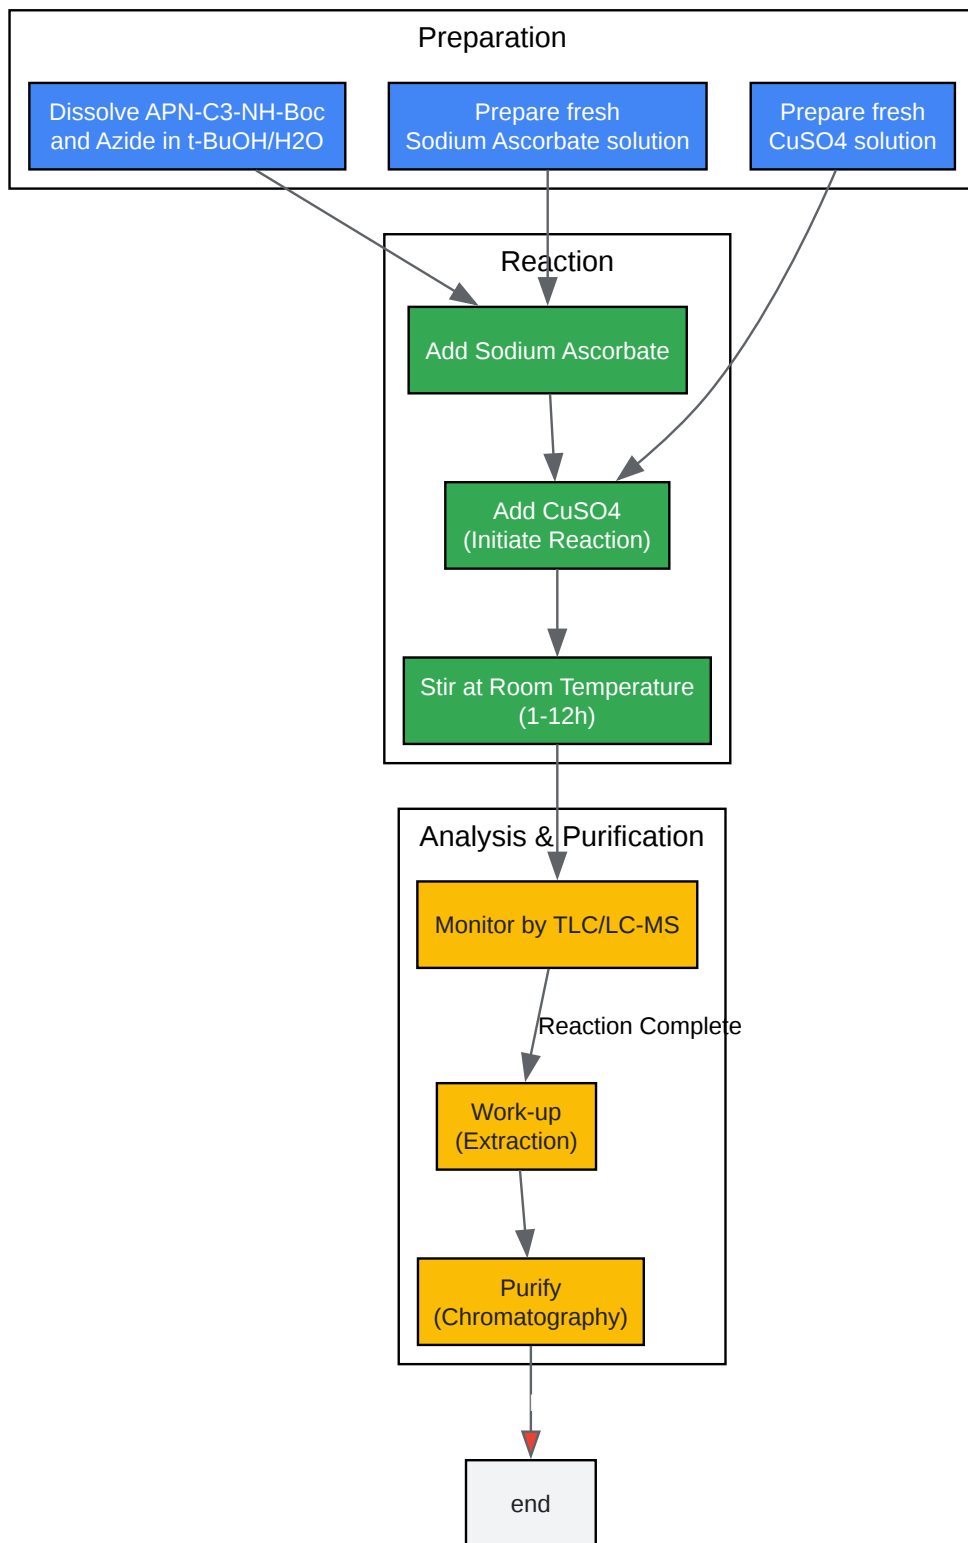 Preparation
Dissolve APN-C3-NH-Boc
and Azide in t-BuOH/H2O
Prepare fresh
Sodium Ascorbate solution
Prepare fresh
CuSO4 solution
Reaction
Add Sodium Ascorbate
Add CuSO4
(Initiate Reaction)
Stir at Room Temperature
(1-12h)
Analysis & Purification
Monitor by TLC/LC-MS
Reaction Complete
Work-up
(Extraction)
Purify
(Chromatography)
end